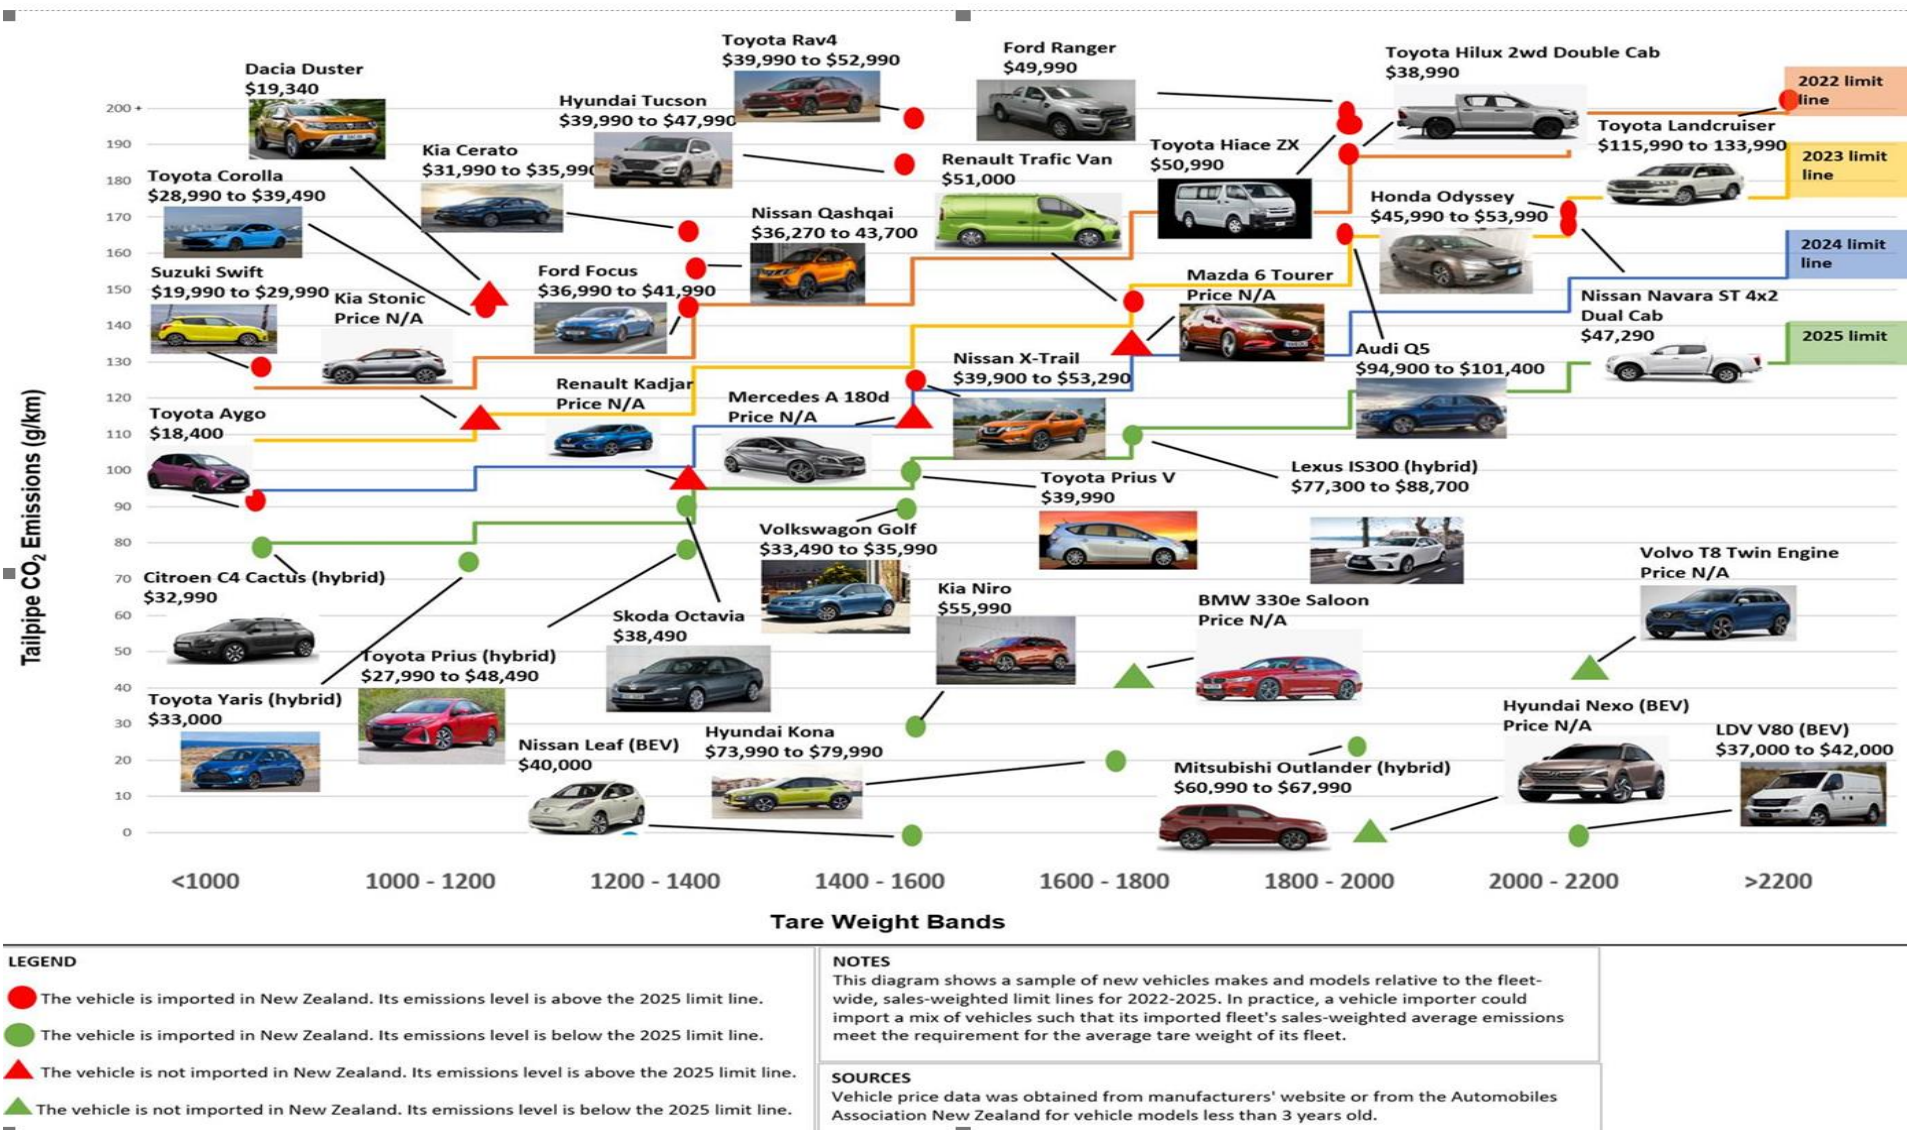 Toyota Rav4
$39,990 to $52,990
Ford Ranger
$49,990
Toyota Hilux 2wd Double Cab
$38,990
Dacia Duster
$19,340
2022 limit
line
Hyundai Tucson
$39,990 to $47,990
200 +
Toyota Landcruiser
$115,990 to 133,990
190
Kia Cerato
$31,990 to $35,990
Toyota Hiace ZX
$50,990
Renault Trafic Van
$51,000
2023 limit
line
180
Toyota Corolla
$28,990 to $39,490
Honda Odyssey
$45,990 to $53,990
170
Nissan Qashqai
$36,270 to 43,700
160
2024 limit
line
Suzuki Swift
$19,990 to $29,990
Ford Focus
$36,990 to $41,990
Mazda 6 Tourer
Price N/A
150
Kia Stonic
Price N/A
Nissan Navara ST 4x2
Dual Cab
$47,290
140
2025 limit
130
Nissan X-Trail
$39,900 to $53,290
Audi Q5
$94,900 to $101,400
120
Renault Kadjar
Price N/A
Mercedes A 180d
Price N/A
Toyota Aygo
$18,400
110
100
Lexus IS300 (hybrid)
$77,300 to $88,700
Toyota Prius V
$39,990
90
Volkswagon Golf
$33,490 to $35,990
80
Volvo T8 Twin Engine
Price N/A
70
Citroen C4 Cactus (hybrid)
$32,990
Kia Niro
$55,990
BMW 330e Saloon
Price N/A
60
Skoda Octavia
$38,490
50
Toyota Prius (hybrid)
$27,990 to $48,490
40
Toyota Yaris (hybrid)
$33,000
Hyundai Nexo (BEV)
Price N/A
30
Hyundai Kona
$73,990 to $79,990
LDV V80 (BEV)
$37,000 to $42,000
Nissan Leaf (BEV)
$40,000
20
Mitsubishi Outlander (hybrid)
$60,990 to $67,990
10
0
Tailpipe CO2 Emissions (g/km)
<1000
1000 - 1200
1200 - 1400
1400 - 1600
1600 - 1800
1800 - 2000
2000 - 2200
>2200
Tare Weight Bands
LEGEND
The vehicle is imported in New Zealand. Its emissions level is above the 2025 limit line.
The vehicle is imported in New Zealand. Its emissions level is below the 2025 limit line.
The vehicle is not imported in New Zealand. Its emissions level is above the 2025 limit line.
The vehicle is not imported in New Zealand. Its emissions level is below the 2025 limit line.
NOTES
This diagram shows a sample of new vehicles makes and models relative to the fleet-
wide, sales-weighted limit lines for 2022-2025. In practice, a vehicle importer could
import a mix of vehicles such that its imported fleet's sales-weighted average emissions
meet the requirement for the average tare weight of its fleet.
SOURCES
Vehicle price data was obtained from manufacturers' website or from the Automobiles
Association New Zealand for vehicle models less than 3 years old.